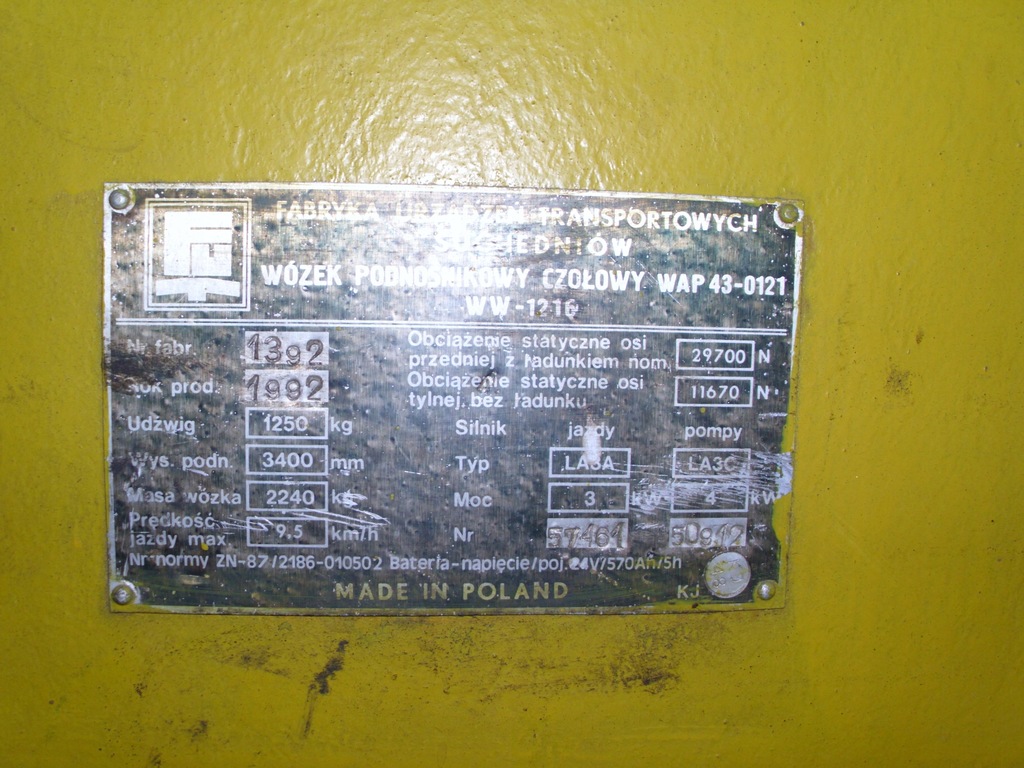 FABRYKA URZĄDZEŃ TRANSPORTOWYCH
SUCHEDNIÓW
WÓZEK PODNOŚNIKOWY CZOŁOWY WAP 43-0121
WW-1210
Nr fabr. 1392
Obciążenie statyczne osi przedniej z ładunkiem nom. 29700 N
Rok prod. 1992
Obciążenie statyczne osi tylnej bez ładunku 11670 N
Udźwig 1250 kg
Silnik jazdy pompy
Wys. podn. 3400 mm
Typ LA3A LA3C
Masa wózka 2240 kg
Moc 3 kW 4 kW
Prędkość jazdy max. 9,5 km/h
Nr 57461 50912
Nr normy ZN-87/2186-010502 Bateria-napięcie/poj. 24V/570Ah/5h
MADE IN POLAND KJ